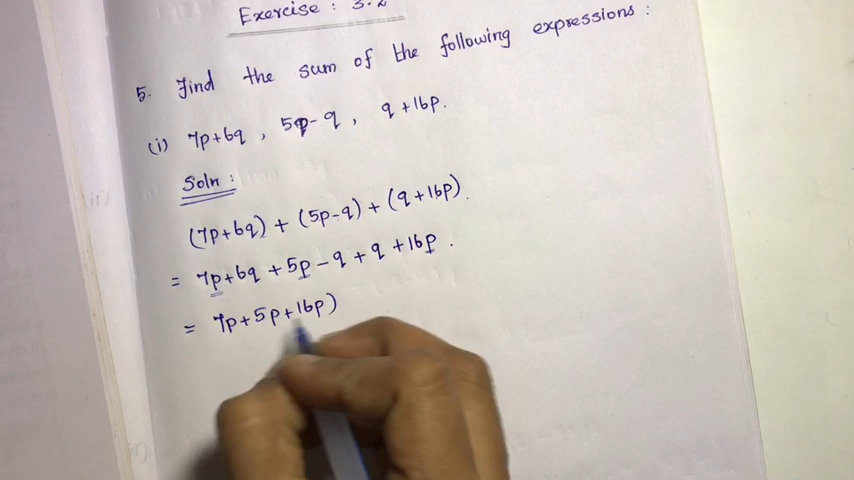 Exercise : 3.2
5. Find the sum of the following expressions :
(i) 7p+6q , 5p-q , q+16p.
Soln :
(7p+6q) + (5p-q) + (q+16p).
= 7p+6q +5p - q + q +16p .
= 7p+5p+16p)